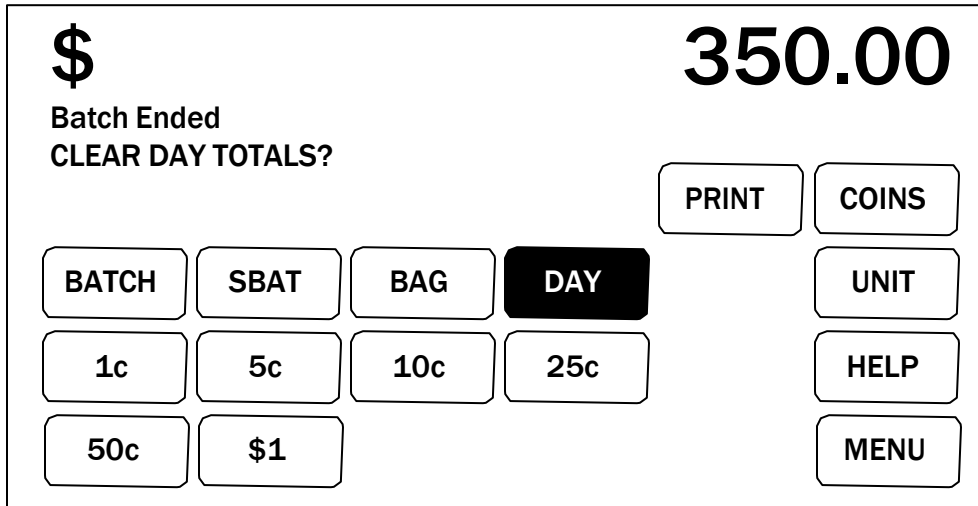 $ 350.00
Batch Ended
CLEAR DAY TOTALS?
PRINT COINS
BATCH SBAT BAG DAY UNIT
1c 5c 10c 25c HELP
50c $1 MENU